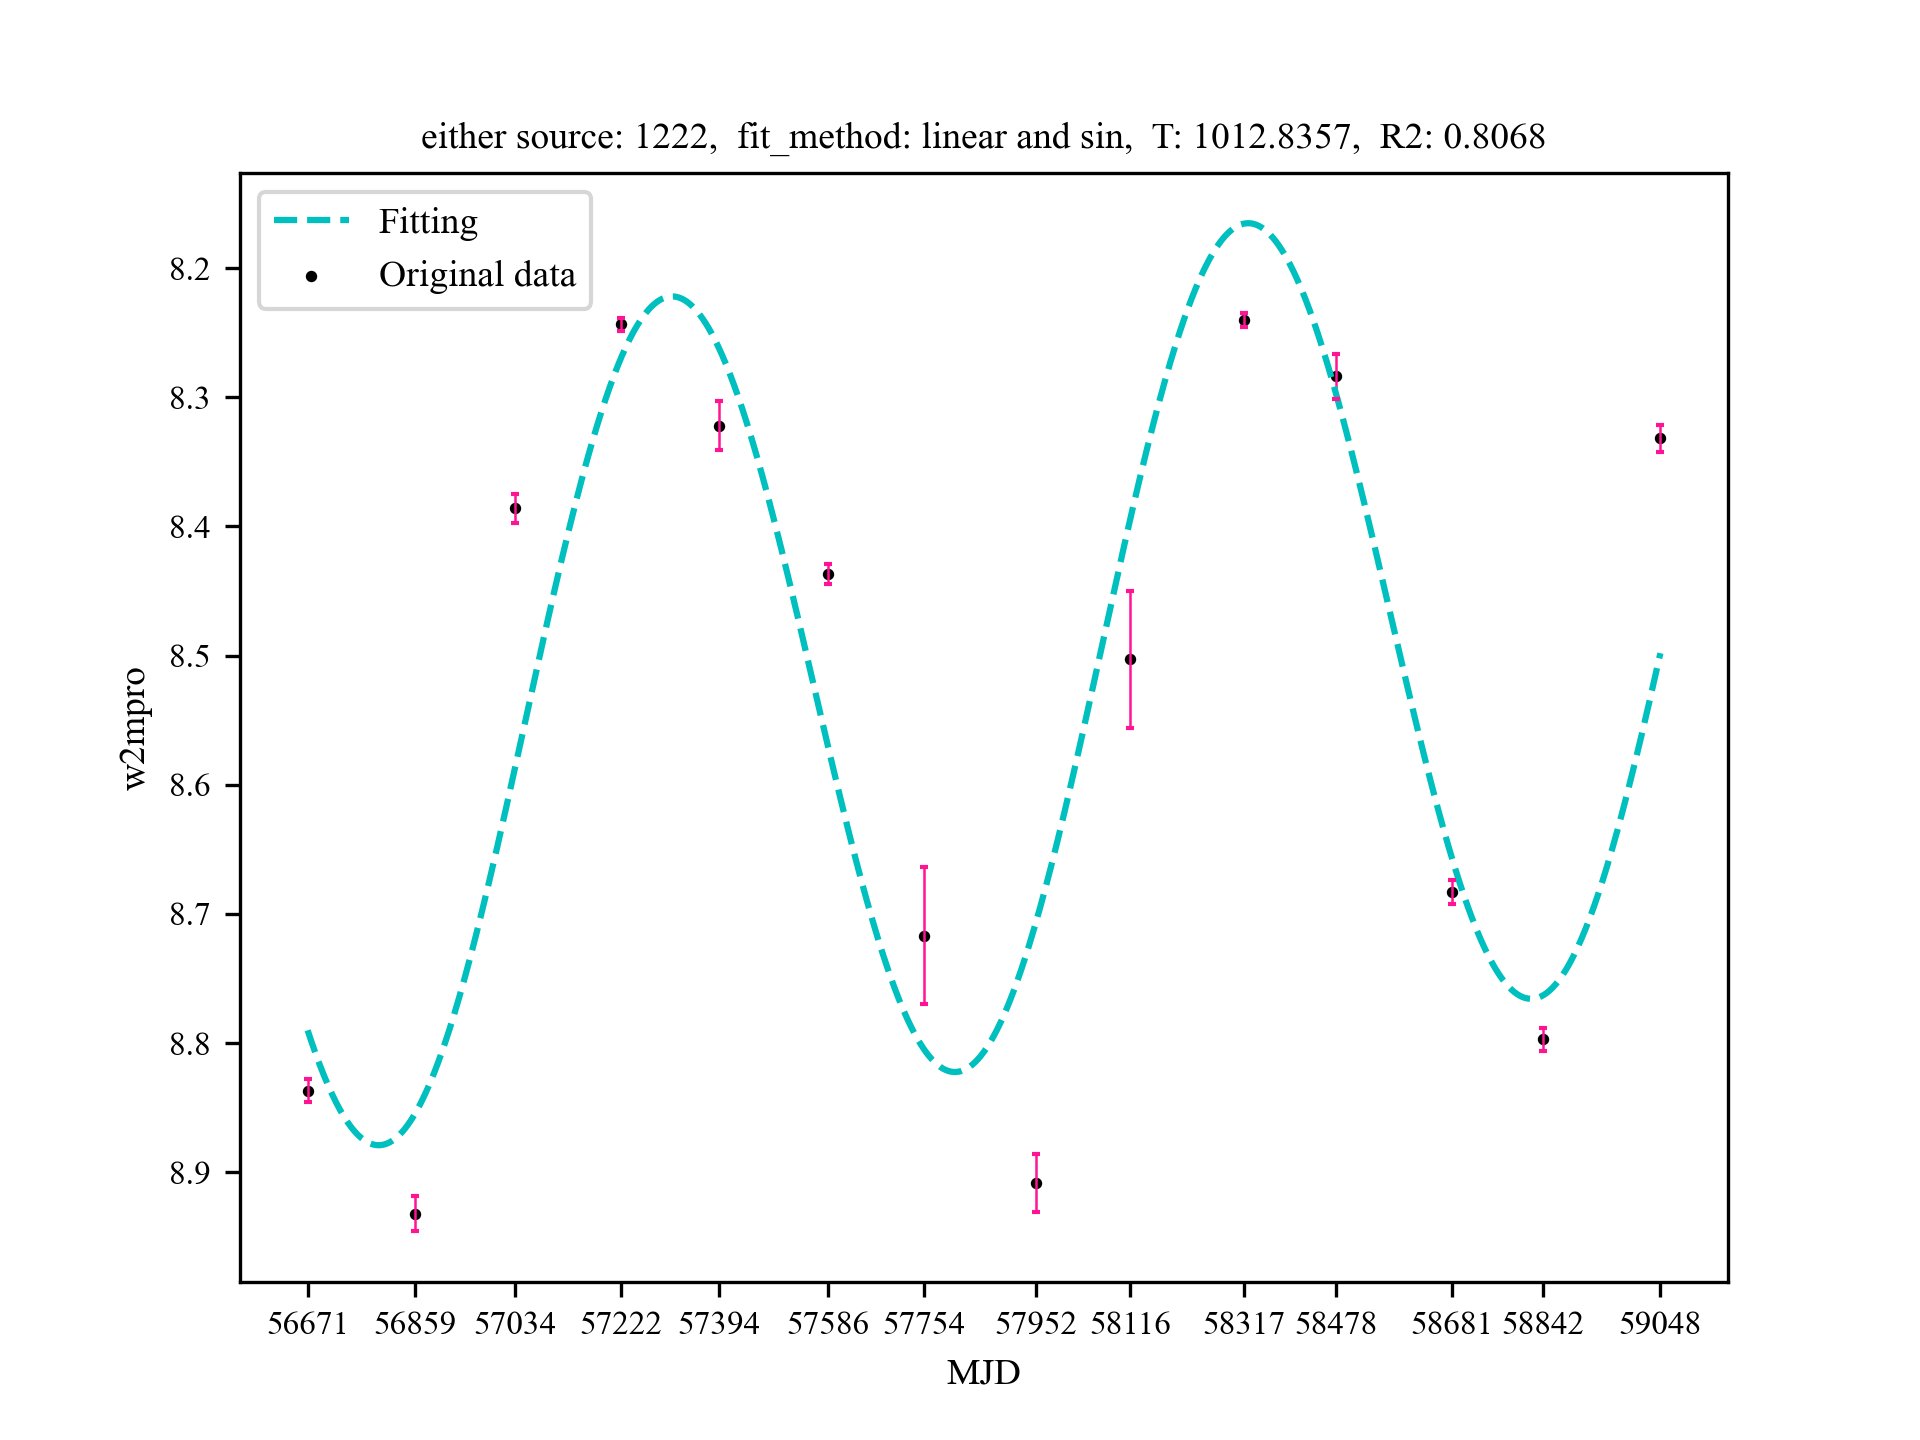 either source: 1222,  fit_method: linear and sin,  T: 1012.8357,  R2: 0.8068
Fitting
Original data
8.2
8.3
8.4
8.5
8.6
8.7
8.8
8.9
w2mpro
56671 56859 57034 57222 57394 57586 57754 57952 58116 58317 58478 58681 58842 59048
MJD